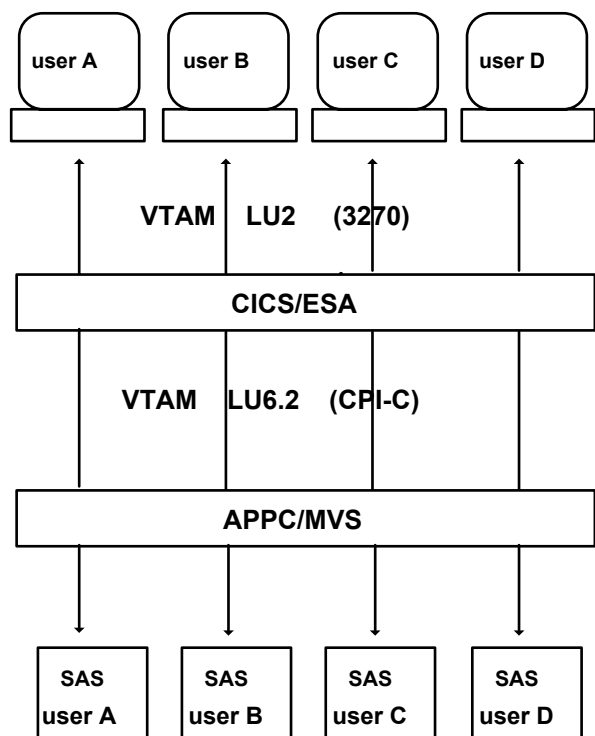 user A user B user C user D
VTAM LU2 (3270)
CICS/ESA
VTAM LU6.2 (CPI-C)
APPC/MVS
SAS SAS SAS SAS
user A user B user C user D